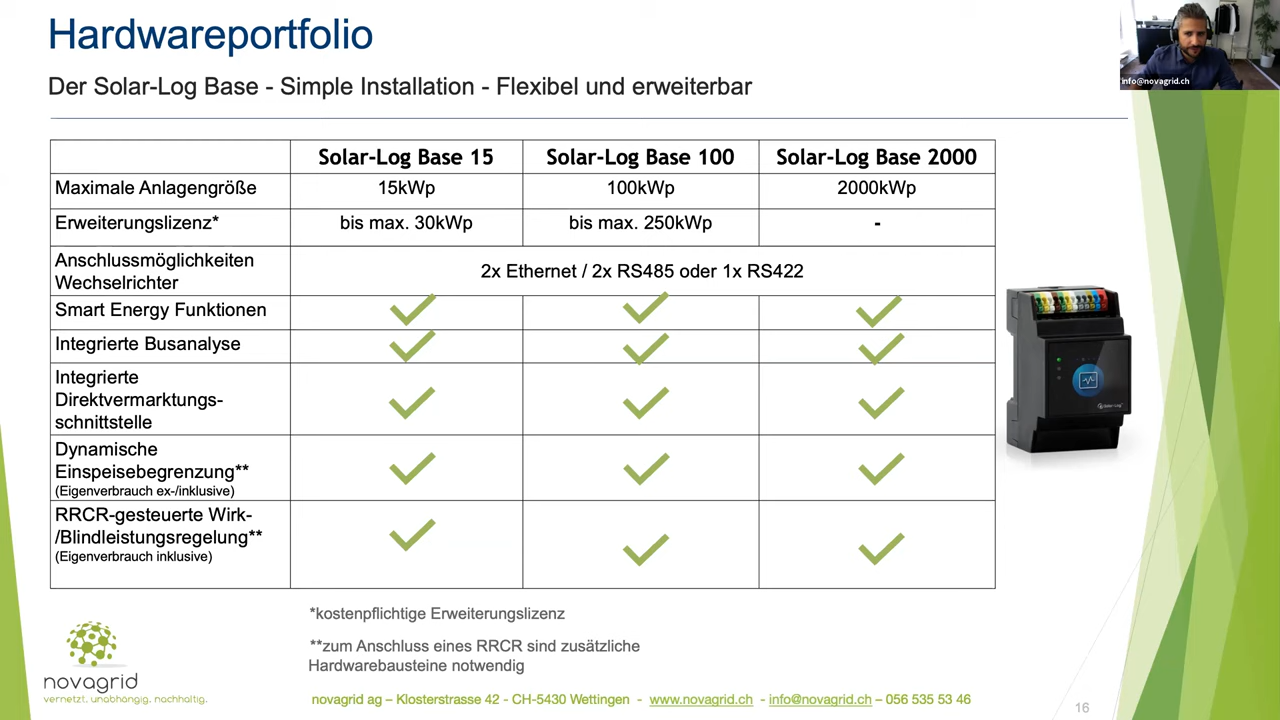 Hardwareportfolio
info@novagrid.ch
Der Solar-Log Base - Simple Installation - Flexibel und erweiterbar
Solar-Log Base 15 Solar-Log Base 100 Solar-Log Base 2000
Maximale Anlagengröße 15kWp 100kWp 2000kWp
Erweiterungslizenz* bis max. 30kWp bis max. 250kWp -
Anschlussmöglichkeiten
Wechselrichter
2x Ethernet / 2x RS485 oder 1x RS422
Smart Energy Funktionen
Integrierte Busanalyse
Integrierte
Direktvermarktungs-
schnittstelle
Dynamische
Einspeisebegrenzung**
(Eigenverbrauch ex-/inklusive)
RRCR-gesteuerte Wirk-
/Blindleistungsregelung**
(Eigenverbrauch inklusive)
Solar-Log
*kostenpflichtige Erweiterungslizenz
**zum Anschluss eines RRCR sind zusätzliche
Hardwarebausteine notwendig
novagrid
vernetzt. unabhängig. nachhaltig.
novagrid ag – Klosterstrasse 42 - CH-5430 Wettingen - www.novagrid.ch - info@novagrid.ch – 056 535 53 46
16